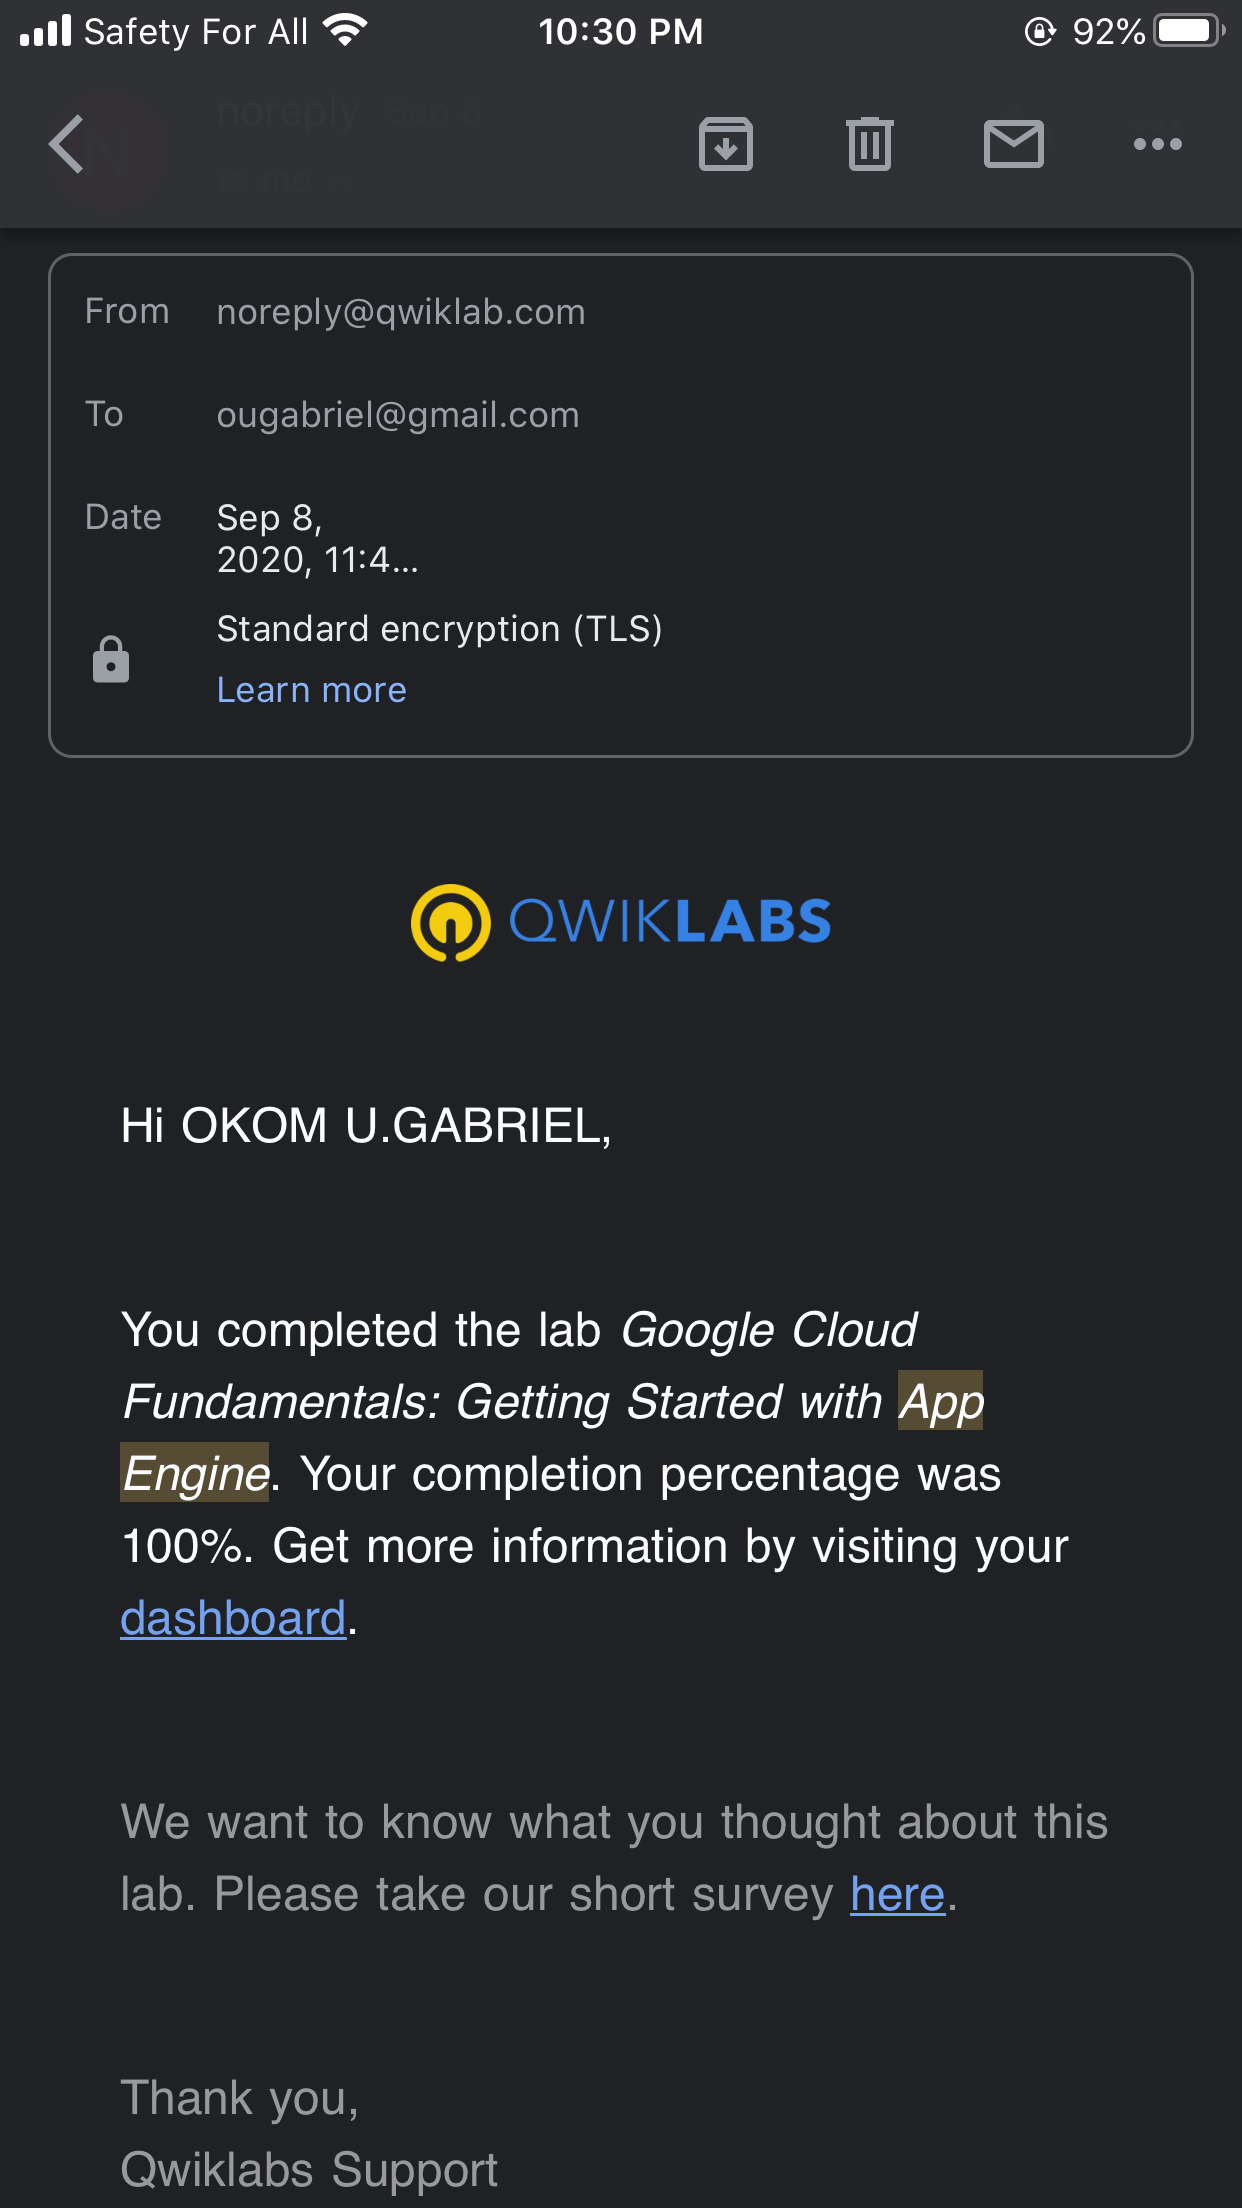 Safety For All 10:30 PM 92%
noreply Sep 8
N
to me
From noreply@qwiklab.com
To ougabriel@gmail.com
Date Sep 8,
2020, 11:4...
Standard encryption (TLS)
Learn more
QWIKLABS
Hi OKOM U.GABRIEL,
You completed the lab Google Cloud
Fundamentals: Getting Started with App
Engine. Your completion percentage was
100%. Get more information by visiting your
dashboard.
We want to know what you thought about this
lab. Please take our short survey here.
Thank you,
Qwiklabs Support